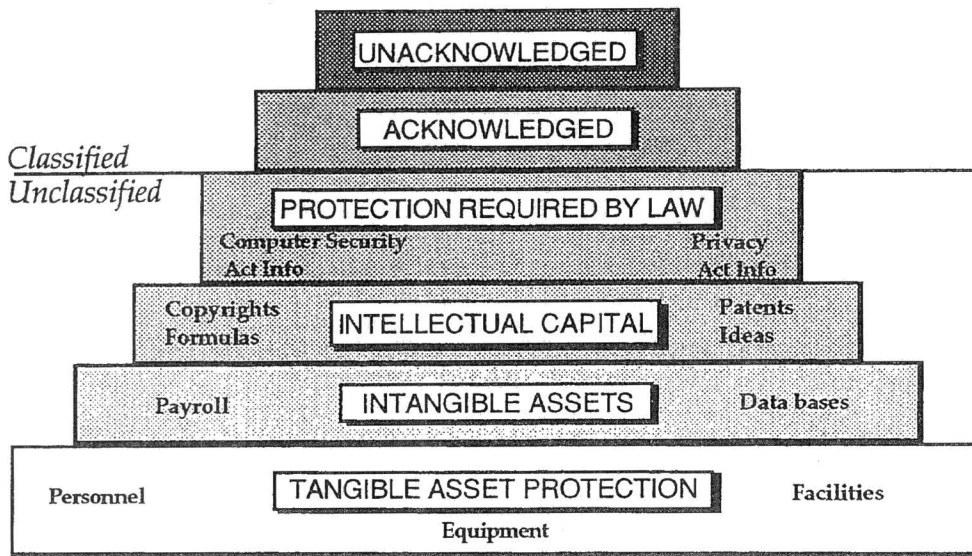 UNACKNOWLEDGED
ACKNOWLEDGED
Classified
Unclassified
PROTECTION REQUIRED BY LAW
Computer Security
Act Info
Privacy
Act Info
Copyrights
Formulas
INTELLECTUAL CAPITAL
Patents
Ideas
Payroll
INTANGIBLE ASSETS
Data bases
Personnel
TANGIBLE ASSET PROTECTION
Facilities
Equipment